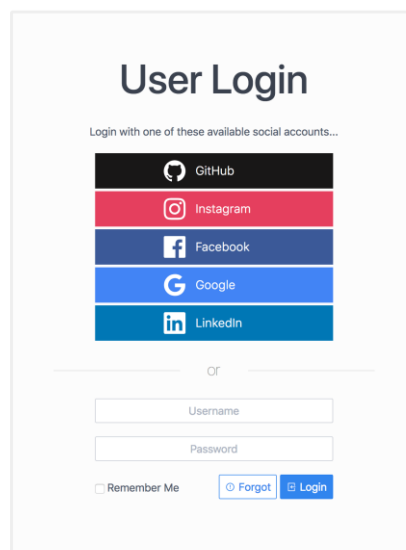 User Login
Login with one of these available social accounts...
GitHub
Instagram
Facebook
Google
LinkedIn
or
Username
Password
Remember Me Forgot Login